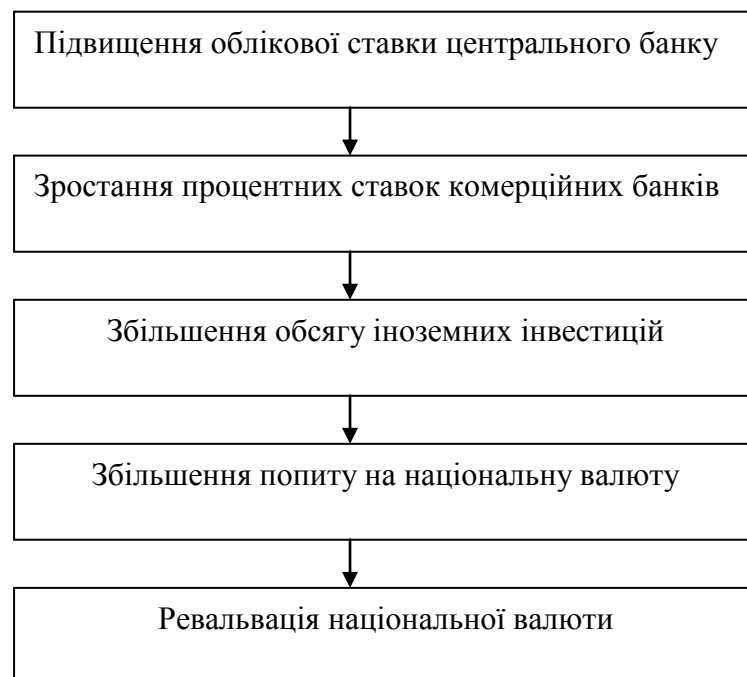 Підвищення облікової ставки центрального банку
Зростання процентних ставок комерційних банків
Збільшення обсягу іноземних інвестицій
Збільшення попиту на національну валюту
Ревальвація національної валюти